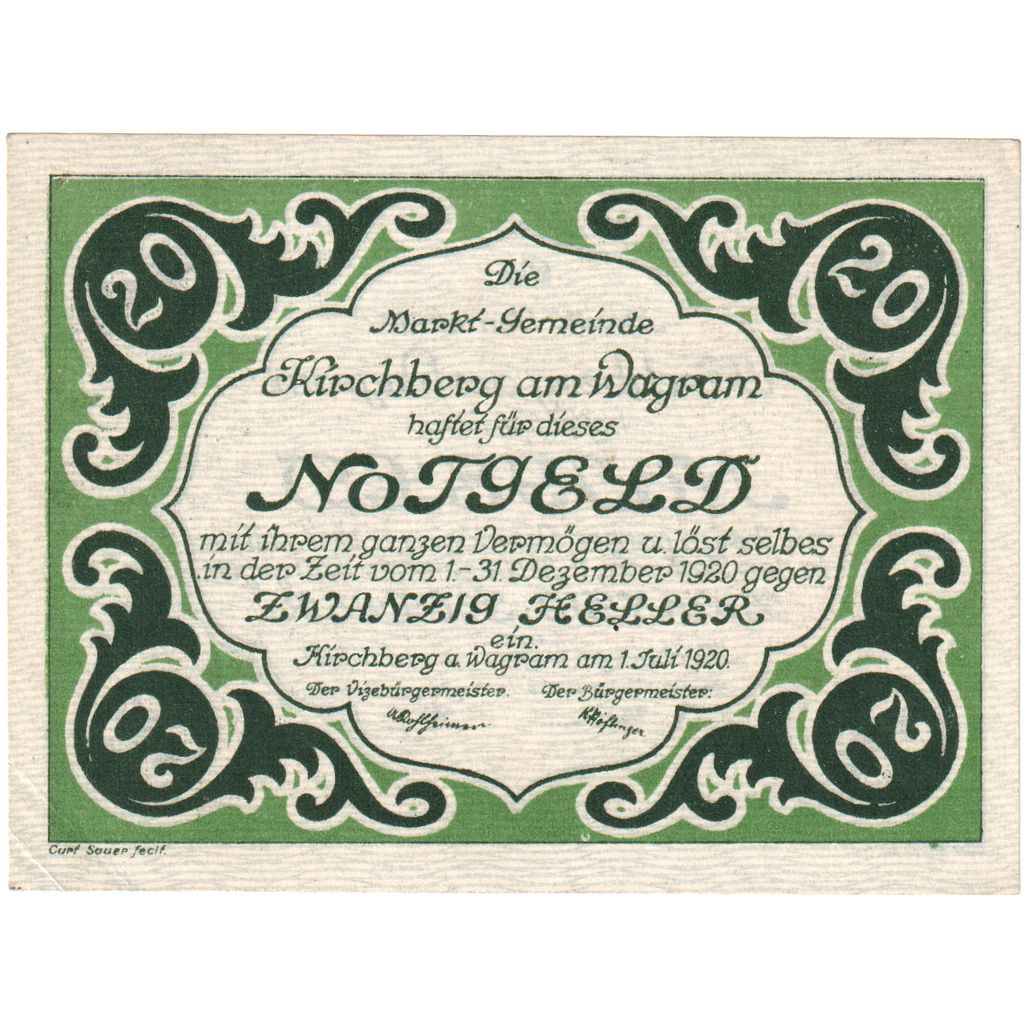 20 20
Die
Markt-Gemeinde
Kirchberg am Wagram
haftet für dieses
NOTGELD
mit ihrem ganzen Vermögen u. löst selbes
in der Zeit vom 1.-31. Dezember 1920 gegen
ZWANZIG HELLER
ein.
Kirchberg a. Wagram am 1. Juli 1920.
Der Vizebürgermeister. Der Bürgermeister:
20 20
Curt Sauer fecit.